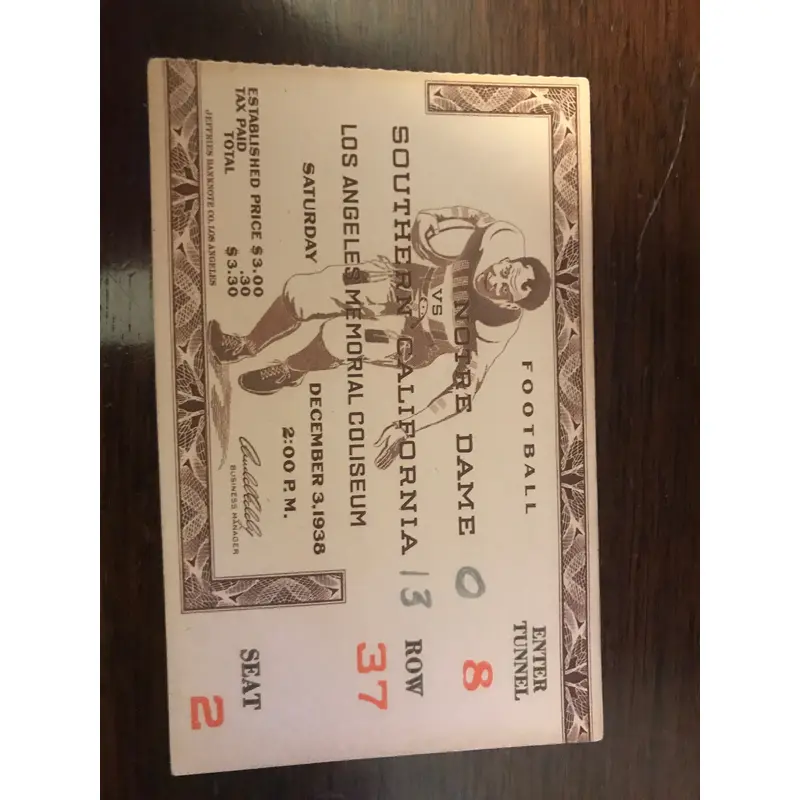 FOOTBALL
NOTRE DAME 0
VS
SOUTHERN CALIFORNIA 13
LOS ANGELES MEMORIAL COLISEUM
SATURDAY DECEMBER 3, 1938
2:00 P. M.
ESTABLISHED PRICE $3.00
TAX PAID .30
TOTAL $3.30
BUSINESS MANAGER
JEFFRIES BANKNOTE CO. LOS ANGELES
ENTER
TUNNEL
8
ROW
37
SEAT
2